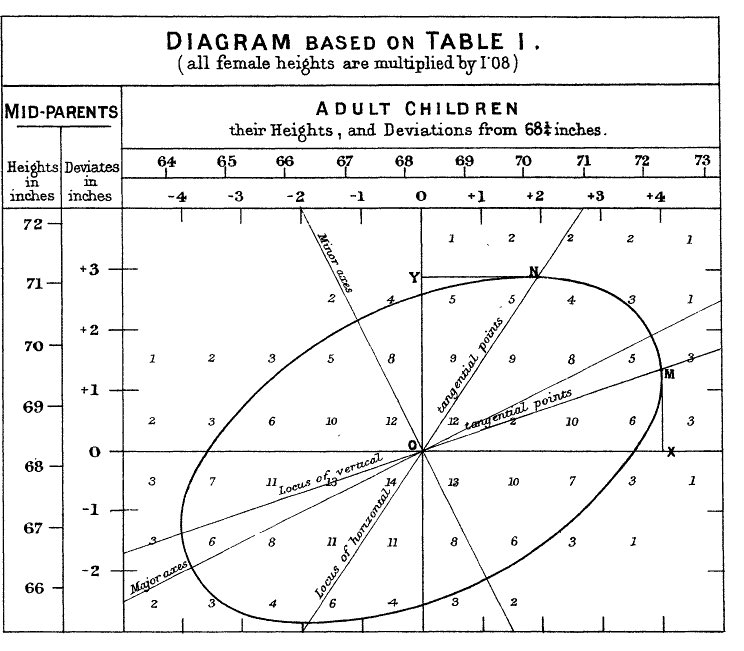 DIAGRAM BASED ON TABLE I.
(all female heights are multiplied by 1'08)
MID-PARENTS
ADULT CHILDREN
their Heights, and Deviations from 68¼ inches.
Heights in inches
Deviates in inches
64 65 66 67 68 69 70 71 72 73
-4 -3 -2 -1 0 +1 +2 +3 +4
72
1 2 2 2 1
Minor axes
+3
Y N
71
2 4 5 5 4 3 1
+2
70
1 2 3 5 8 9 9 8 5 3
tangential points
M
+1
tangential points
69
2 3 6 10 12 12 2 10 6 3
0
O X
68
Locus of vertical
3 7 11 13 14 13 10 7 3 1
-1
67
Locus of horizontal
3 6 8 11 11 8 6 3 1
-2
Major axes
66
2 3 4 6 4 3 2